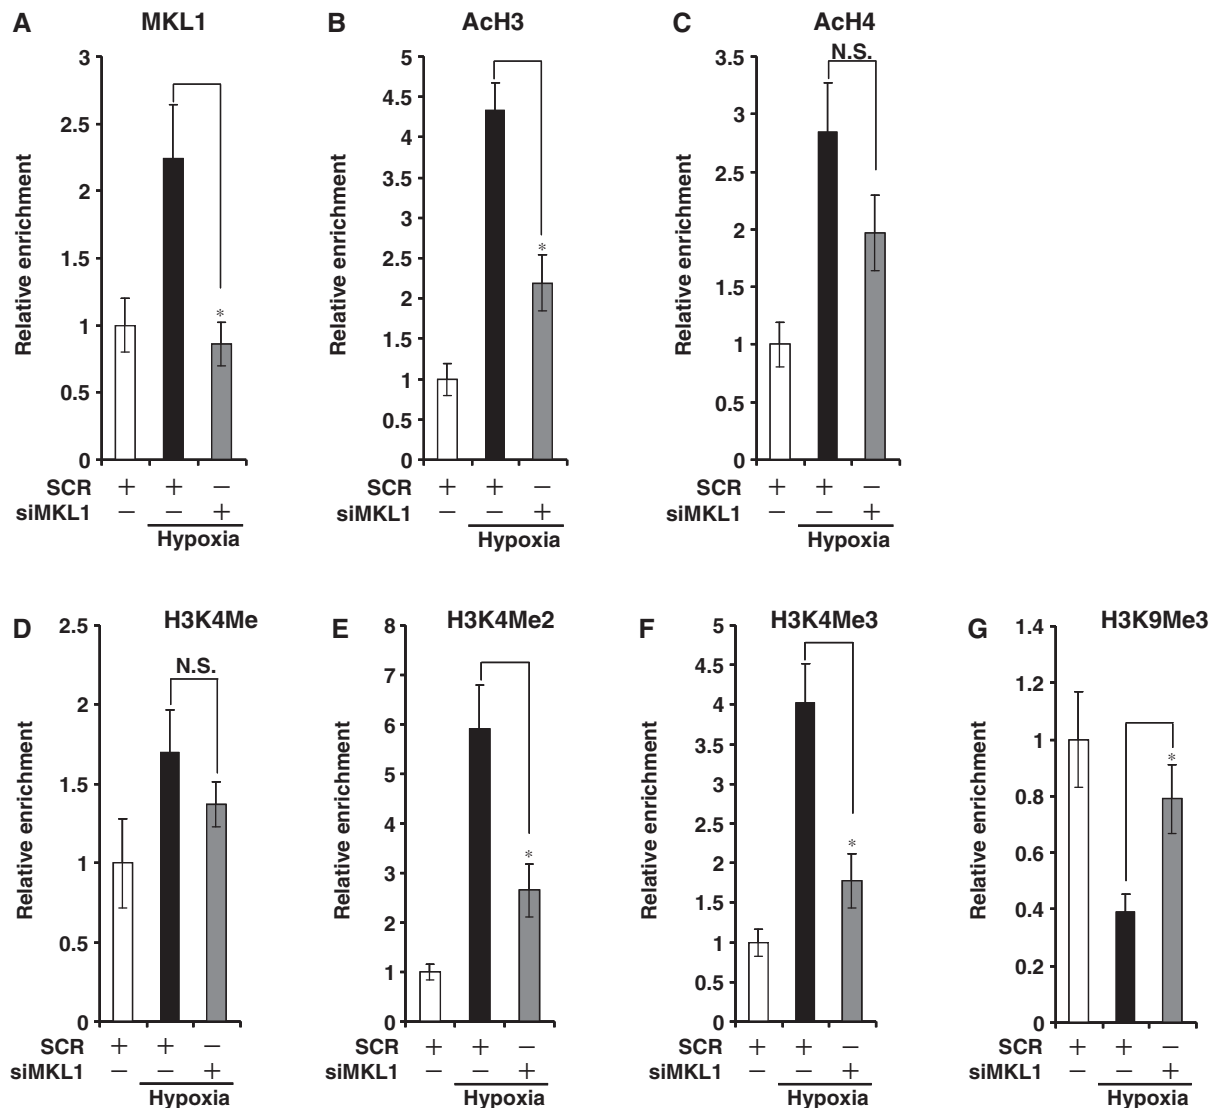 A MKL1
Relative enrichment
3
2.5
2
1.5
1
0.5
0
*
SCR + + –
siMKL1 – – +
Hypoxia
B AcH3
Relative enrichment
5
4.5
4
3.5
3
2.5
2
1.5
1
0.5
0
*
SCR + + –
siMKL1 – – +
Hypoxia
C AcH4
Relative enrichment
3.5
3
2.5
2
1.5
1
0.5
0
N.S.
SCR + + –
siMKL1 – – +
Hypoxia
D H3K4Me
Relative enrichment
2.5
2
1.5
1
0.5
0
N.S.
SCR + + –
siMKL1 – – +
Hypoxia
E H3K4Me2
Relative enrichment
8
7
6
5
4
3
2
1
0
*
SCR + + –
siMKL1 – – +
Hypoxia
F H3K4Me3
Relative enrichment
5
4.5
4
3.5
3
2.5
2
1.5
1
0.5
0
*
SCR + + –
siMKL1 – – +
Hypoxia
G H3K9Me3
Relative enrichment
1.4
1.2
1
0.8
0.6
0.4
0.2
0
*
SCR + + –
siMKL1 – – +
Hypoxia